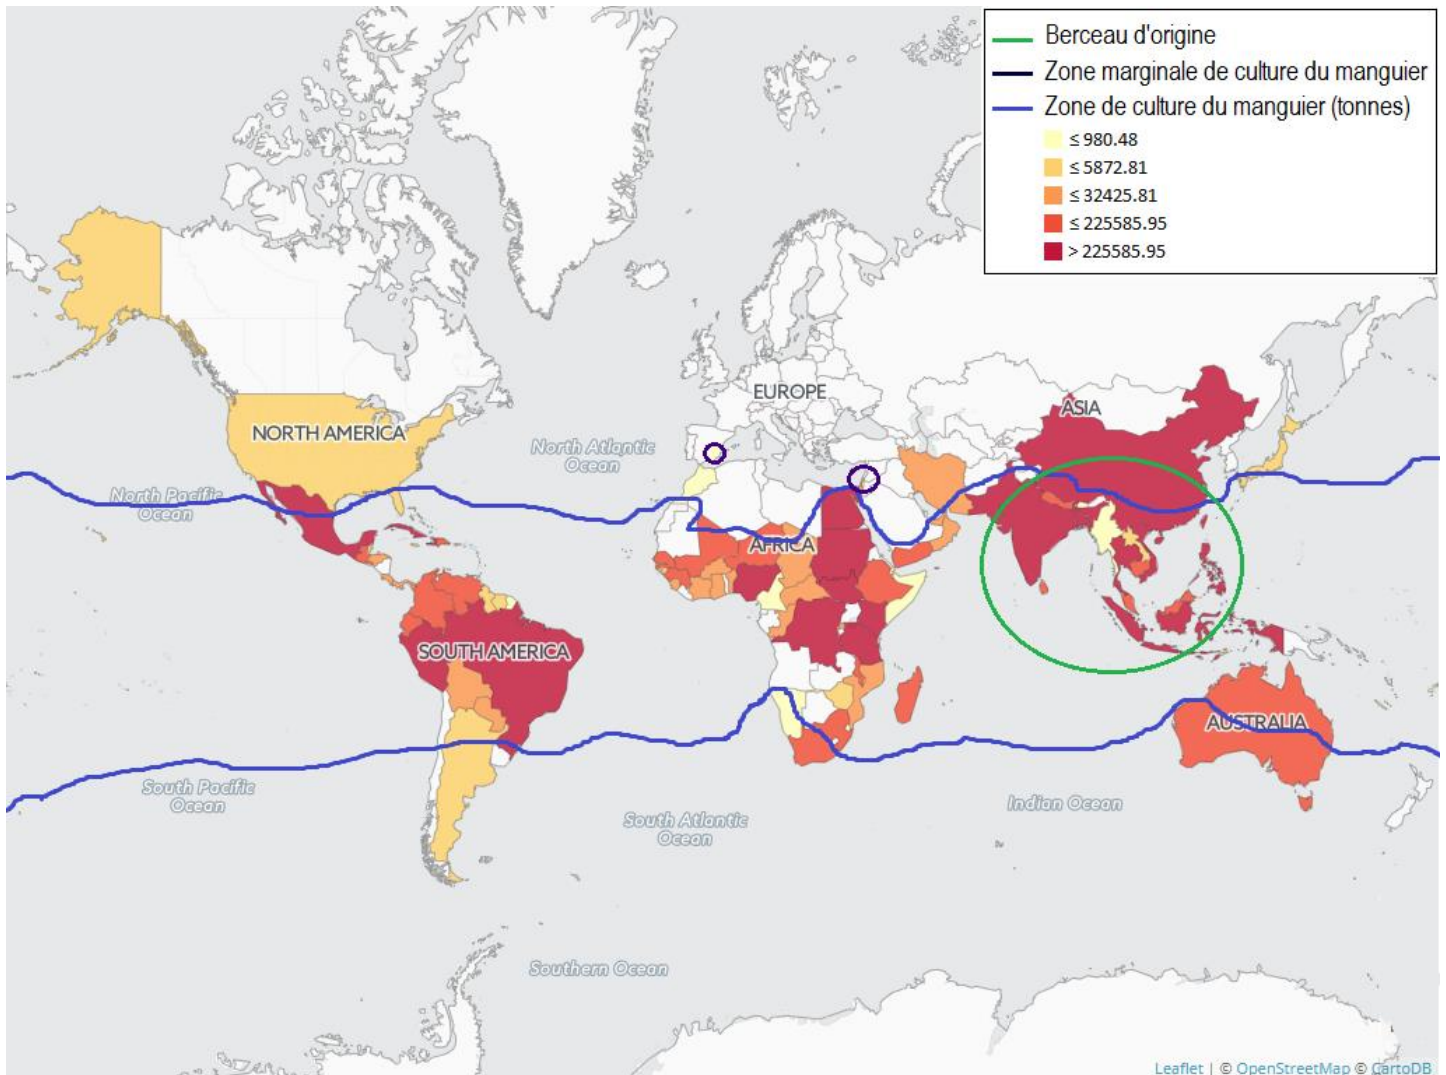 Berceau d'origine
Zone marginale de culture du manguier
Zone de culture du manguier (tonnes)
≤ 980.48
≤ 5872.81
≤ 32425.81
≤ 225585.95
> 225585.95
EUROPE
ASIA
NORTH AMERICA
North Atlantic
Ocean
North Pacific
Ocean
AFRICA
SOUTH AMERICA
AUSTRALIA
South Pacific
Ocean
Indian Ocean
South Atlantic
Ocean
Southern Ocean
Leaflet | © OpenStreetMap © CartoDB